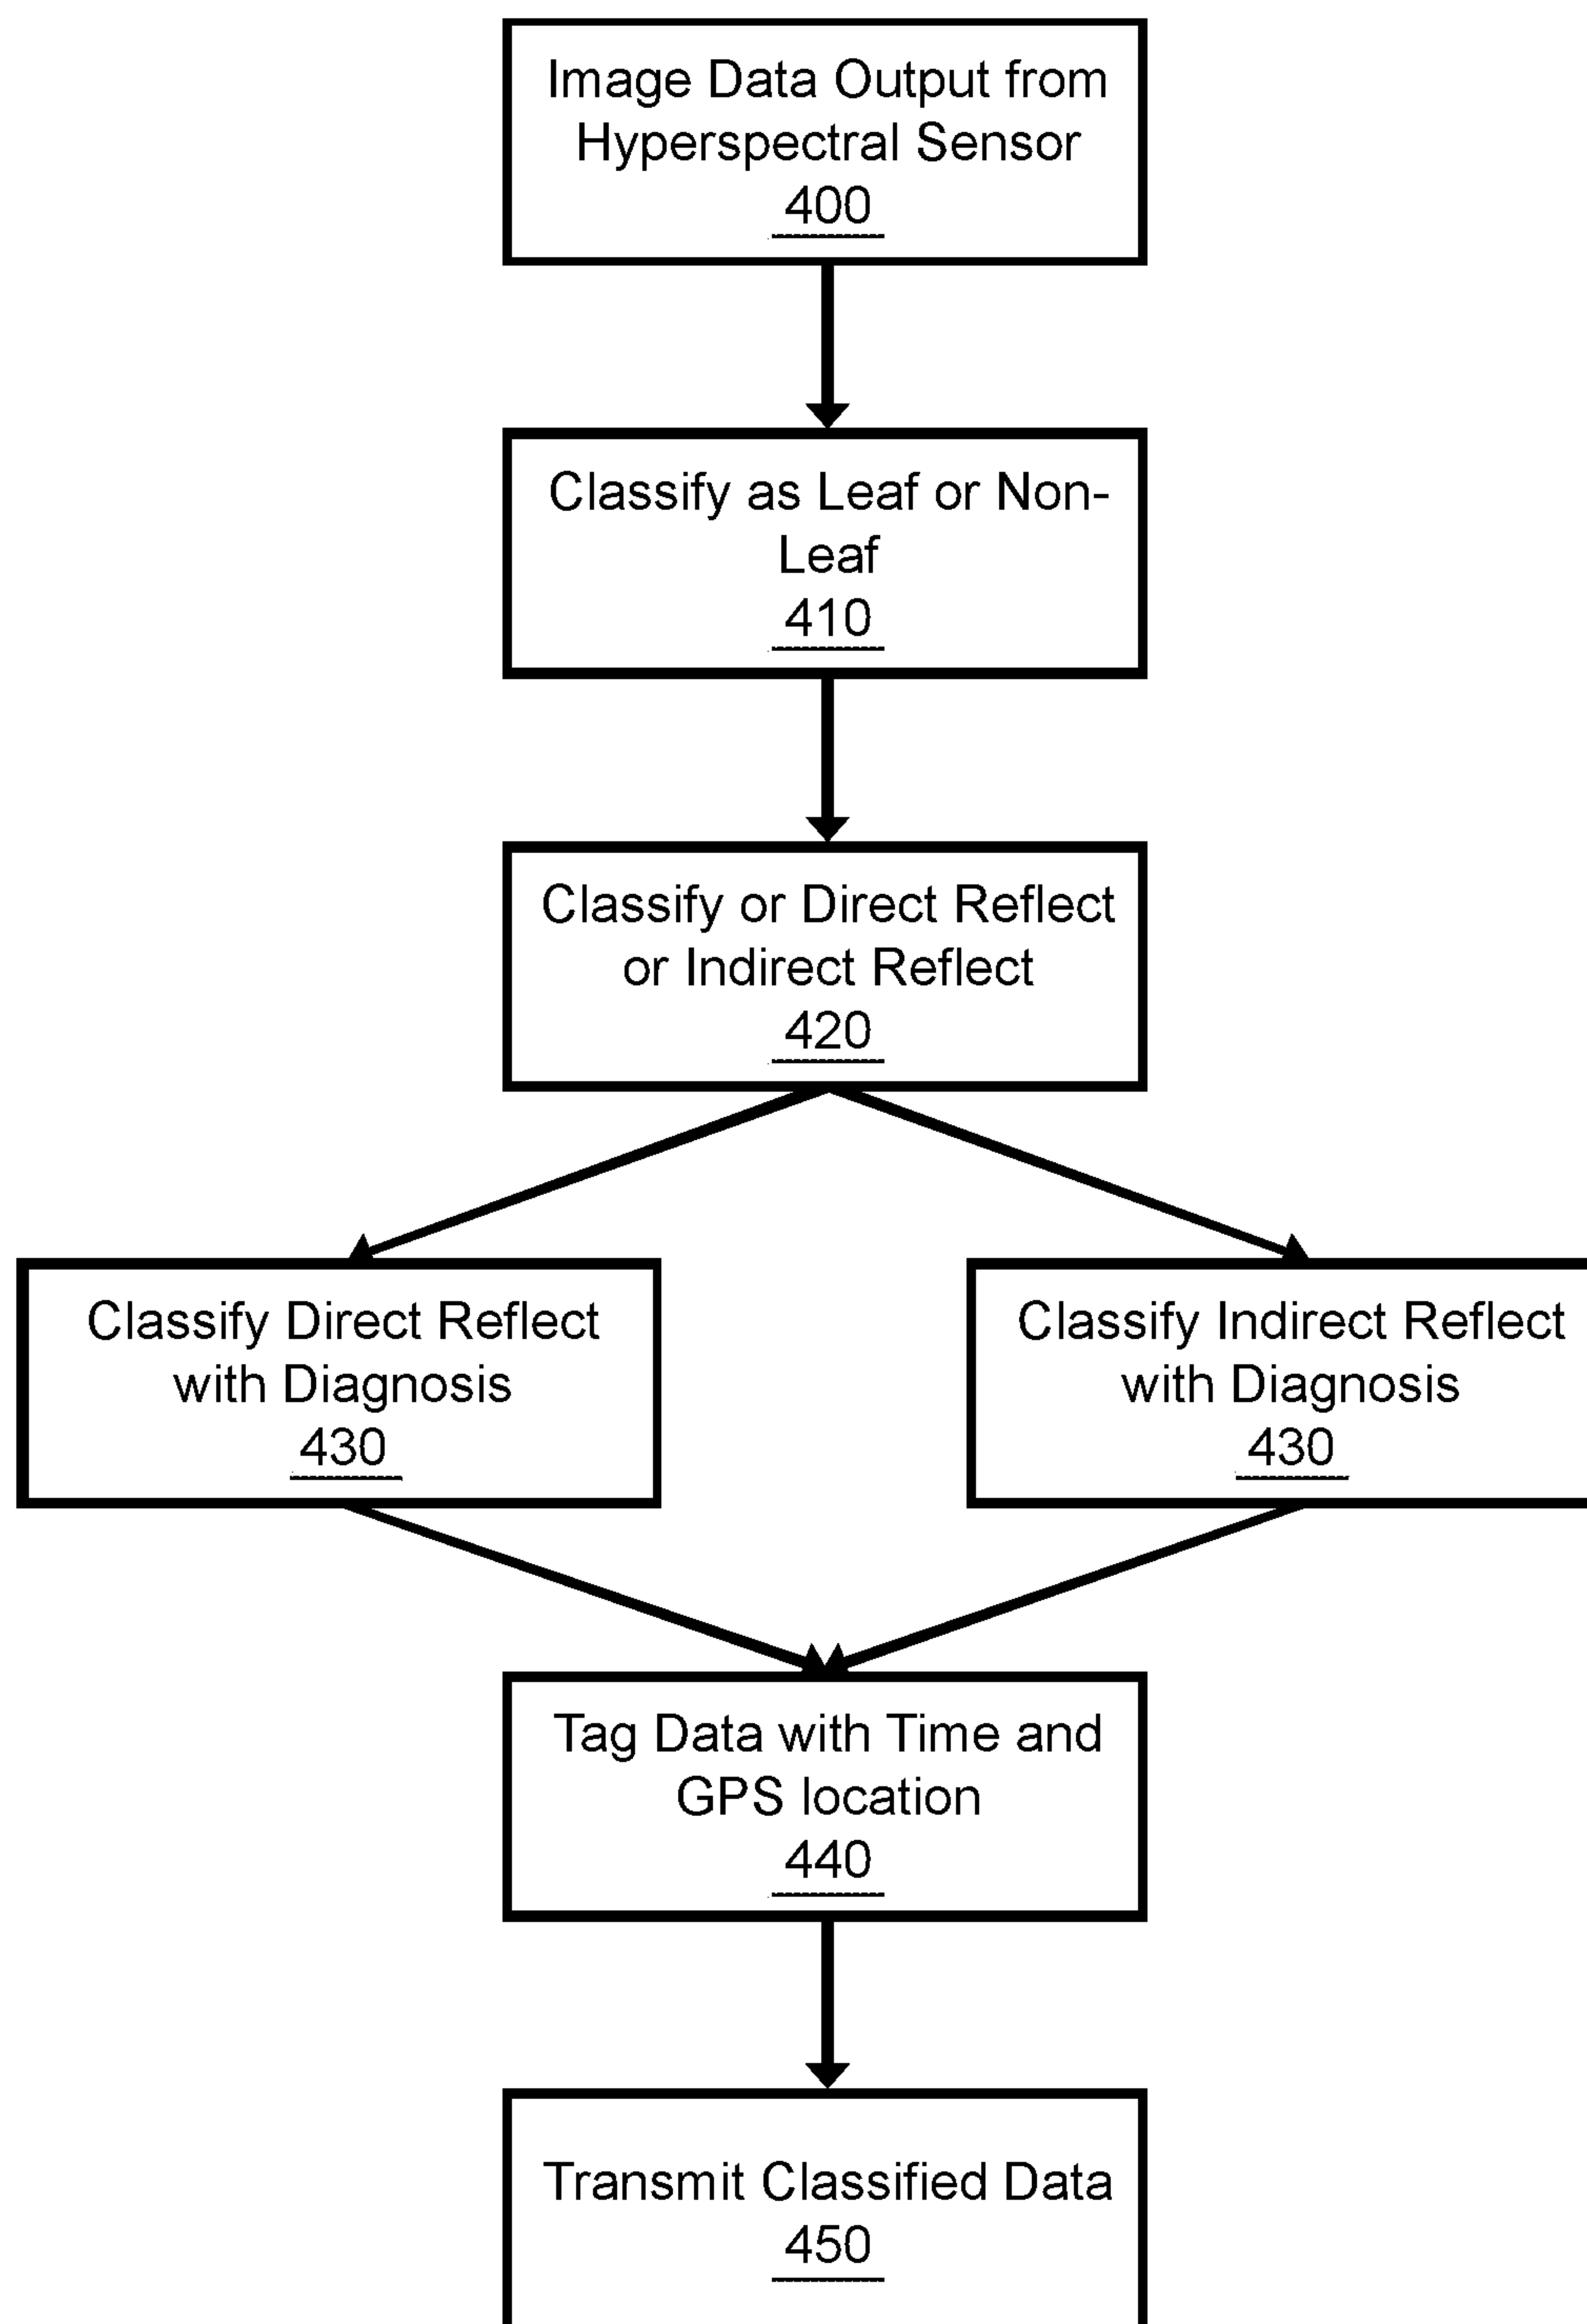 Image Data Output from
Hyperspectral Sensor
400
Classify as Leaf or Non-
Leaf
410
Classify or Direct Reflect
or Indirect Reflect
420
Classify Direct Reflect
with Diagnosis
430
Classify Indirect Reflect
with Diagnosis
430
Tag Data with Time and
GPS location
440
Transmit Classified Data
450